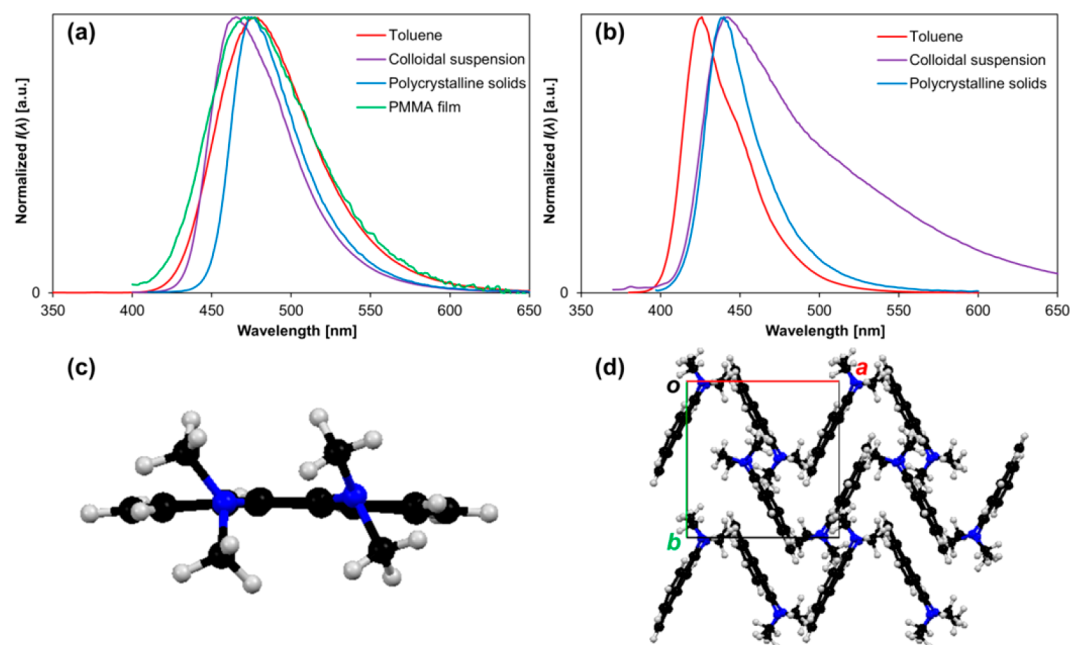 (a)
Toluene
Colloidal suspension
Polycrystalline solids
PMMA film
Normalized I(λ) [a.u.]
0
350 400 450 500 550 600 650
Wavelength [nm]
(b)
Toluene
Colloidal suspension
Polycrystalline solids
Normalized I(λ) [a.u.]
0
350 400 450 500 550 600 650
Wavelength [nm]
(c)
(d)
o
a
b